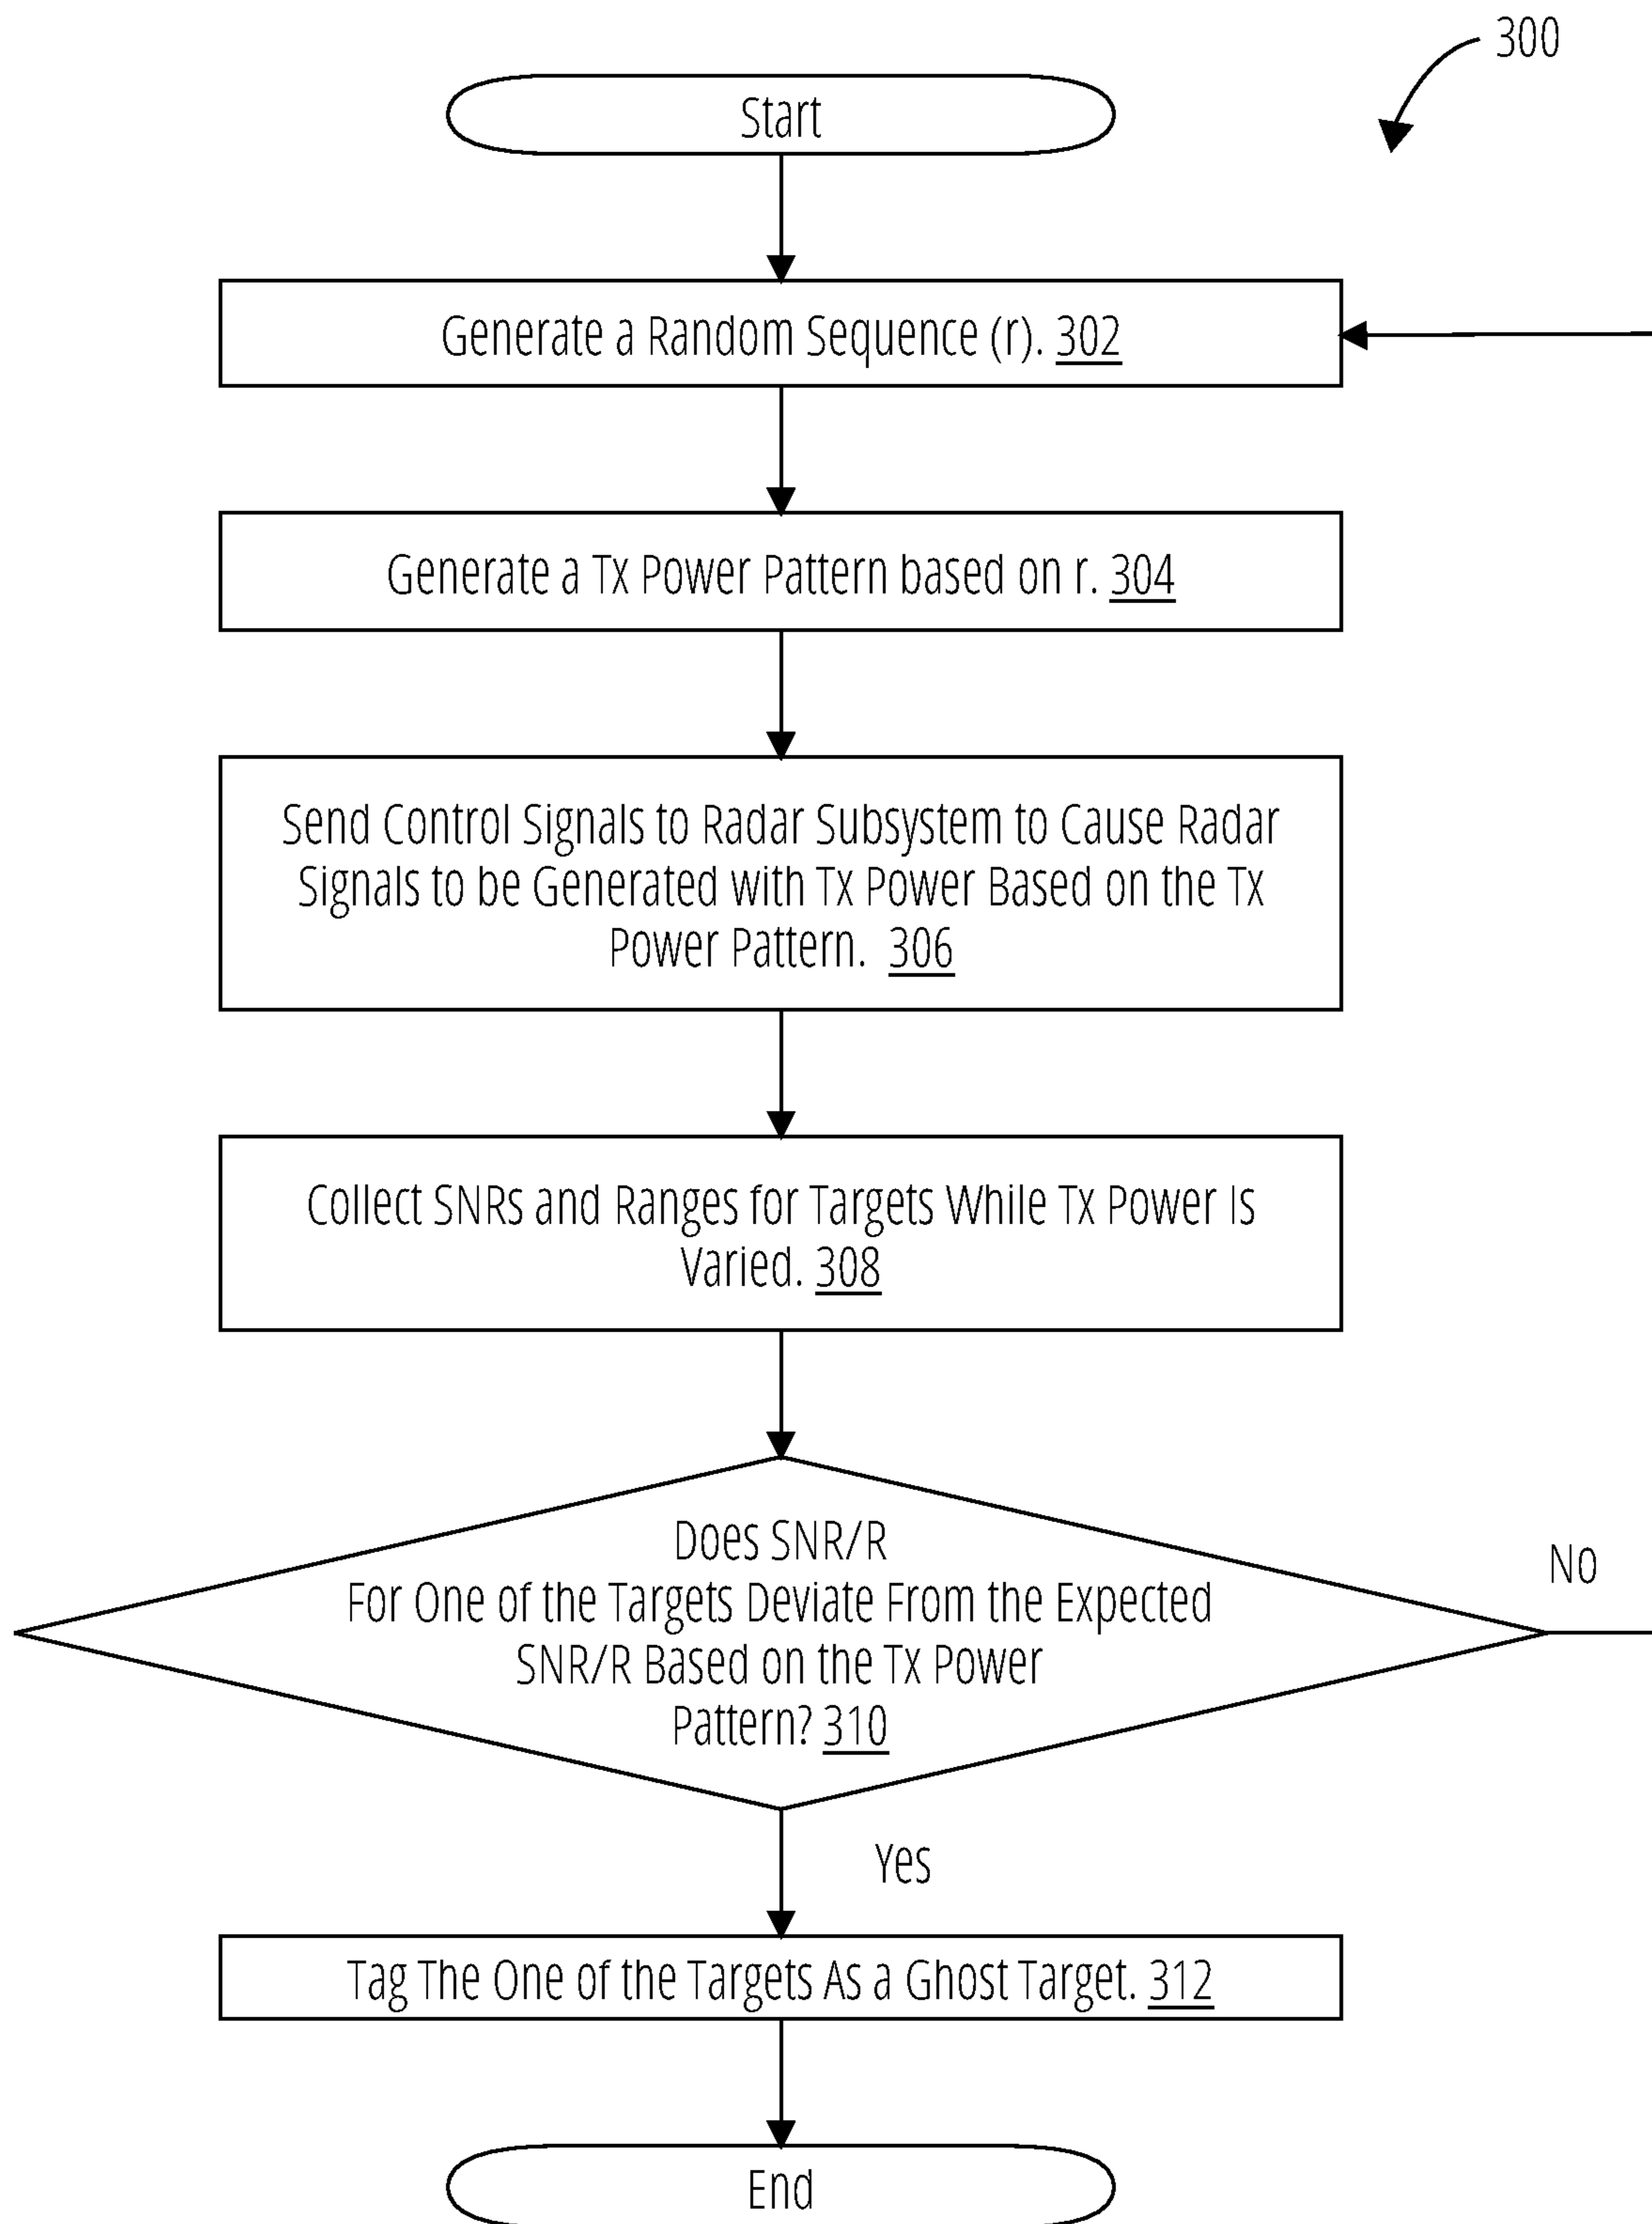 300
Start
Generate a Random Sequence (r). 302
Generate a Tx Power Pattern based on r. 304
Send Control Signals to Radar Subsystem to Cause Radar
Signals to be Generated with Tx Power Based on the Tx
Power Pattern. 306
Collect SNRs and Ranges for Targets While Tx Power Is
Varied. 308
Does SNR/R
For One of the Targets Deviate From the Expected
SNR/R Based on the Tx Power
Pattern? 310
No
Yes
Tag The One of the Targets As a Ghost Target. 312
End